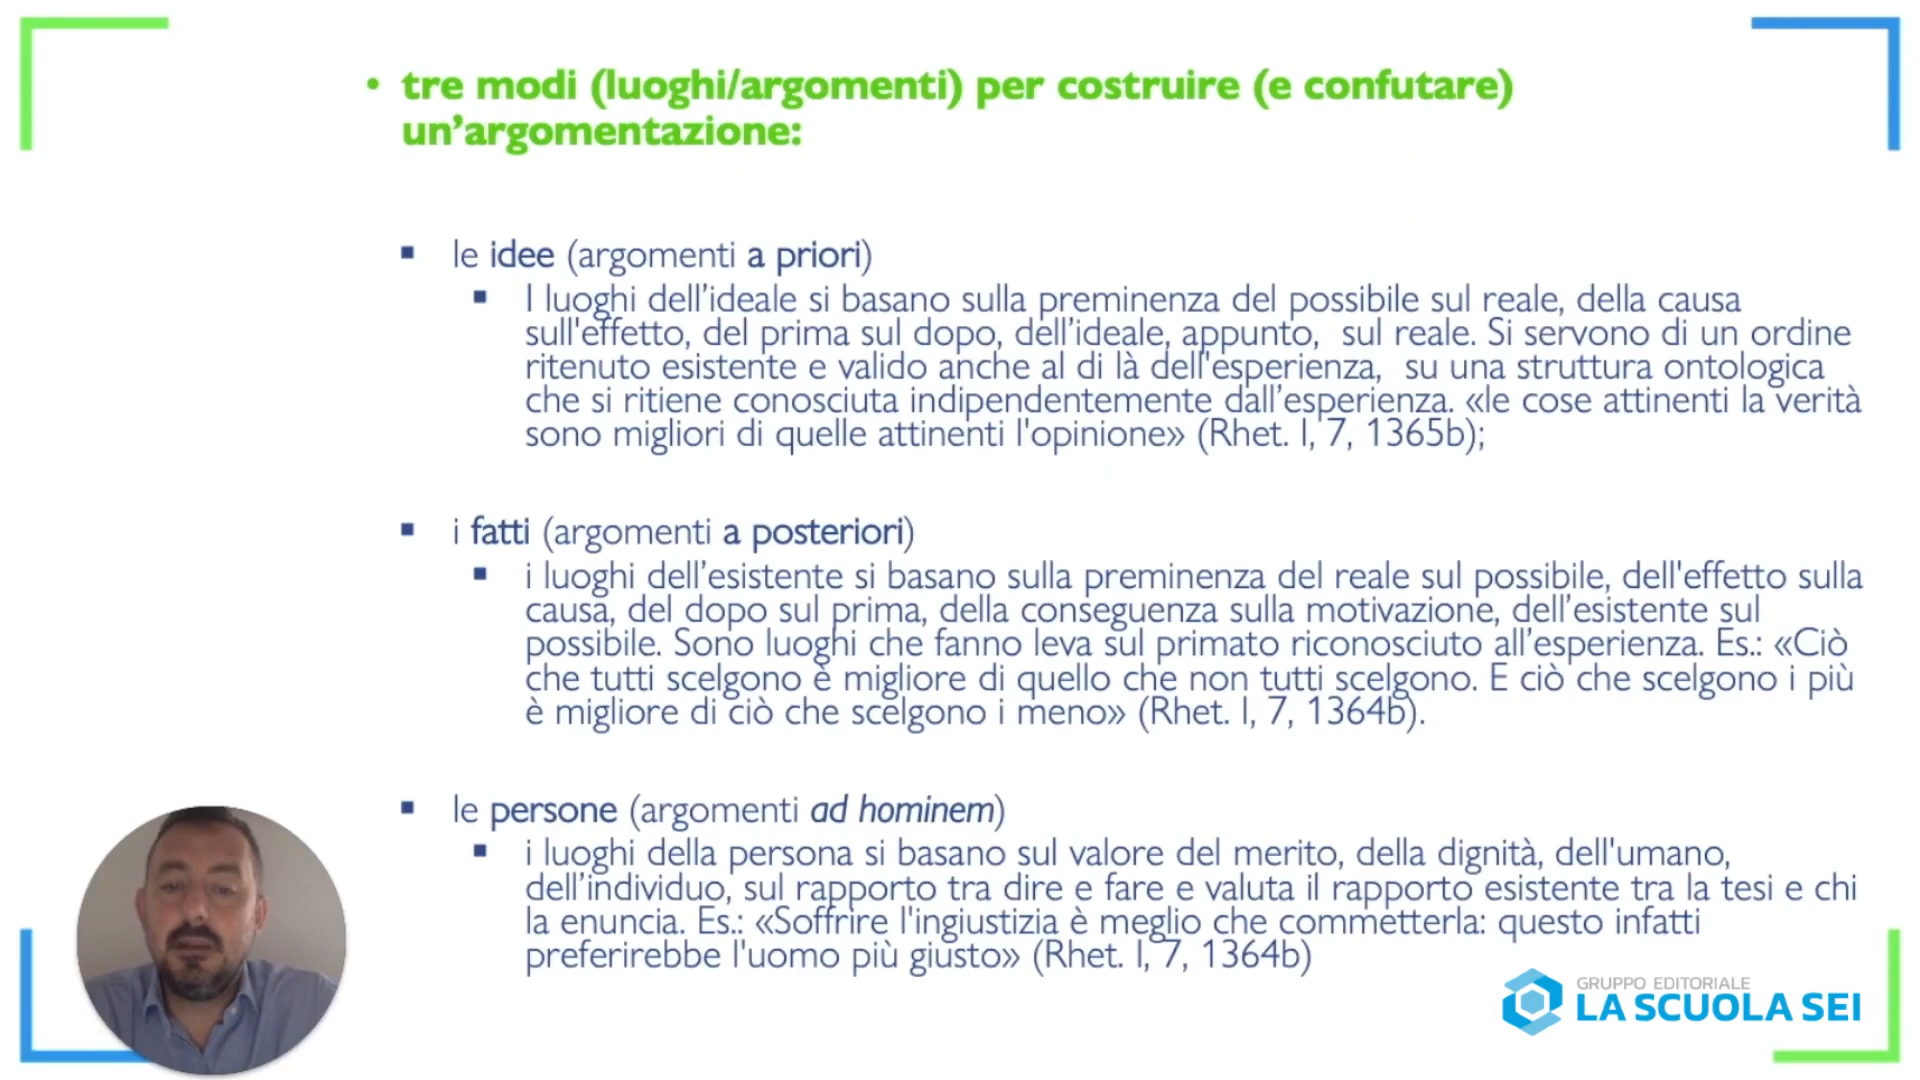 • tre modi (luoghi/argomenti) per costruire (e confutare)
un’argomentazione:
▪ le idee (argomenti a priori)
▪ I luoghi dell’ideale si basano sulla preminenza del possibile sul reale, della causa
sull'effetto, del prima sul dopo, dell’ideale, appunto, sul reale. Si servono di un ordine
ritenuto esistente e valido anche al di là dell'esperienza, su una struttura ontologica
che si ritiene conosciuta indipendentemente dall’esperienza. «le cose attinenti la verità
sono migliori di quelle attinenti l'opinione» (Rhet. I, 7, 1365b);
▪ i fatti (argomenti a posteriori)
▪ i luoghi dell’esistente si basano sulla preminenza del reale sul possibile, dell'effetto sulla
causa, del dopo sul prima, della conseguenza sulla motivazione, dell’esistente sul
possibile. Sono luoghi che fanno leva sul primato riconosciuto all’esperienza. Es.: «Ciò
che tutti scelgono è migliore di quello che non tutti scelgono. E ciò che scelgono i più
è migliore di ciò che scelgono i meno» (Rhet. I, 7, 1364b).
▪ le persone (argomenti ad hominem)
▪ i luoghi della persona si basano sul valore del merito, della dignità, dell'umano,
dell’individuo, sul rapporto tra dire e fare e valuta il rapporto esistente tra la tesi e chi
la enuncia. Es.: «Soffrire l'ingiustizia è meglio che commetterla: questo infatti
preferirebbe l'uomo più giusto» (Rhet. I, 7, 1364b)
GRUPPO EDITORIALE
LA SCUOLA SEI